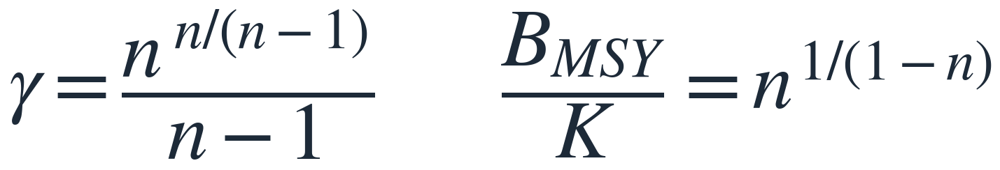 γ = n^{n/(n − 1)} / (n − 1)    B_{MSY} / K = n^{1/(1 − n)}